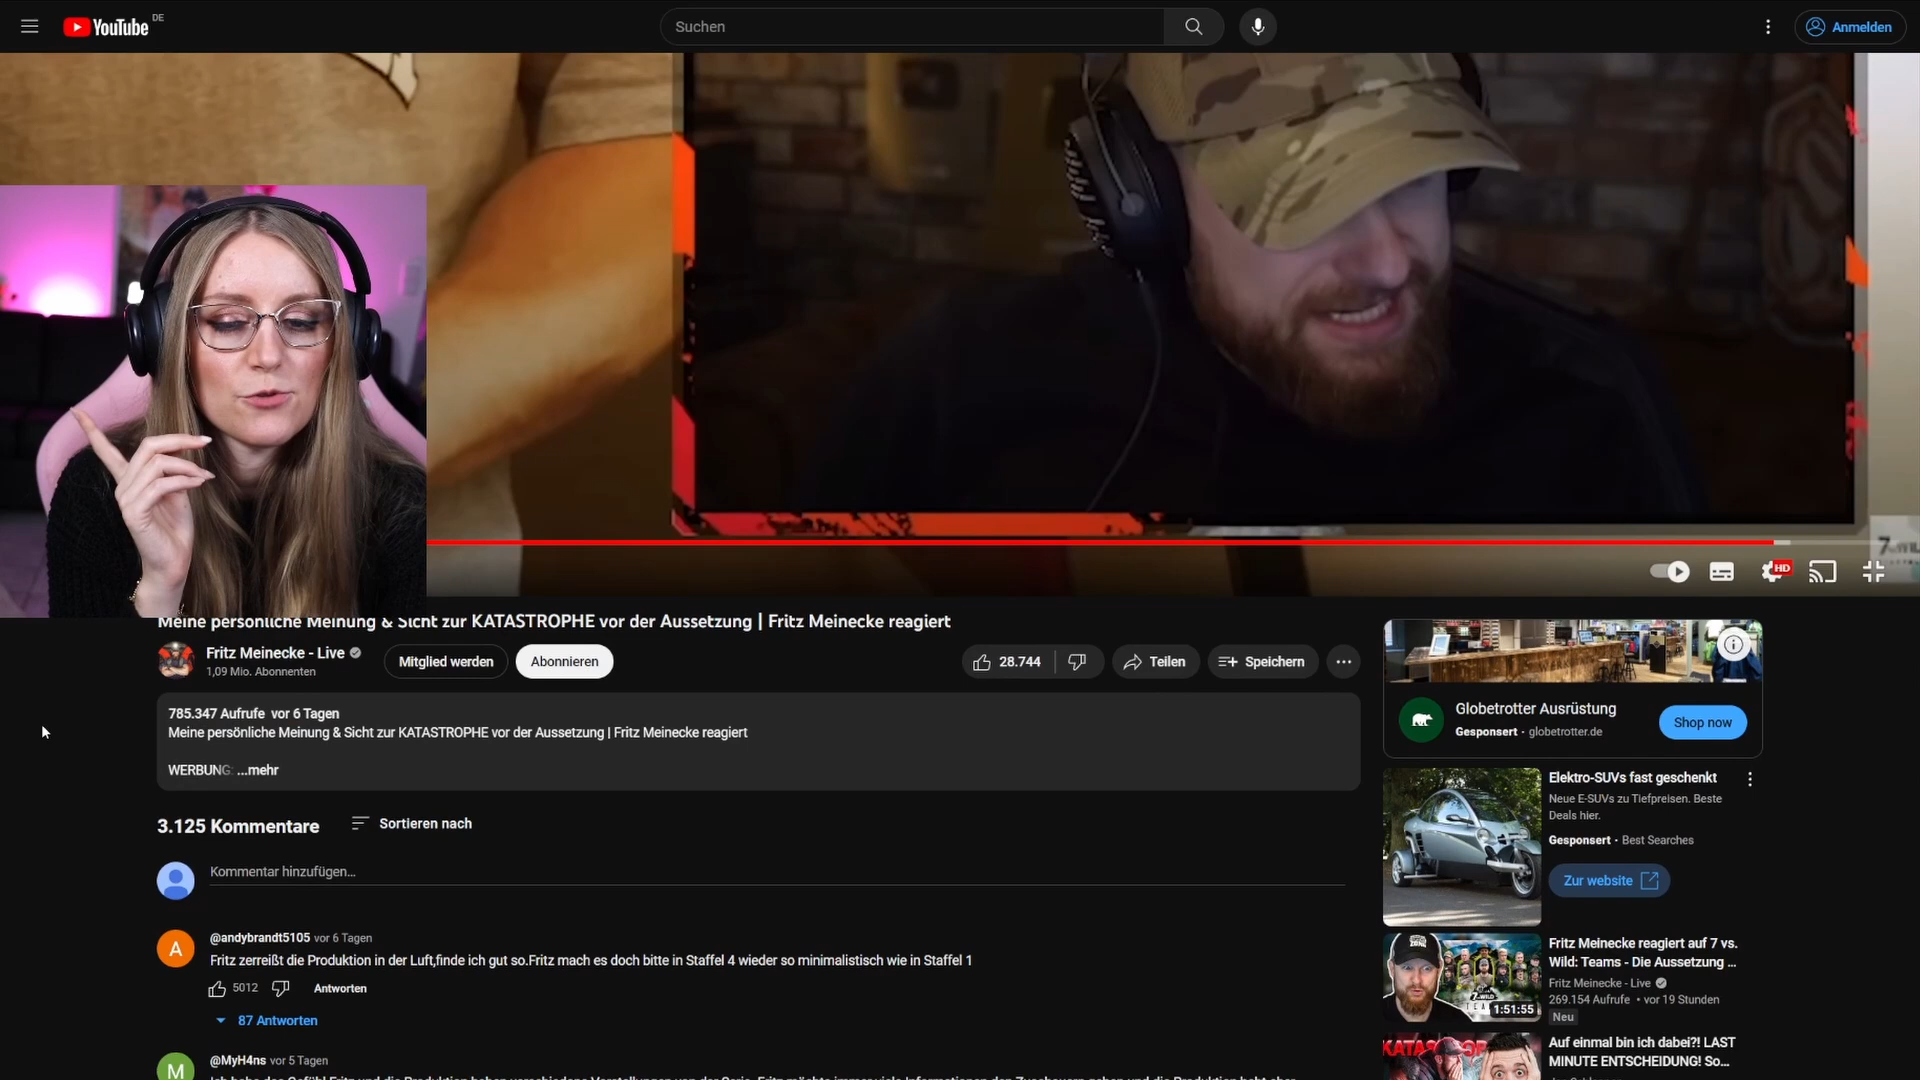 YouTube DE
Suchen
Anmelden
HD
Meine persönliche Meinung & Sicht zur KATASTROPHE vor der Aussetzung | Fritz Meinecke reagiert
Fritz Meinecke - Live
1,09 Mio. Abonnenten
Mitglied werden
Abonnieren
28.744
Teilen
Speichern
785.347 Aufrufe vor 6 Tagen
Meine persönliche Meinung & Sicht zur KATASTROPHE vor der Aussetzung | Fritz Meinecke reagiert
WERBUNG: ...mehr
3.125 Kommentare
Sortieren nach
Kommentar hinzufügen...
A
@andybrandt5105 vor 6 Tagen
Fritz zerreißt die Produktion in der Luft,finde ich gut so.Fritz mach es doch bitte in Staffel 4 wieder so minimalistisch wie in Staffel 1
5012
Antworten
87 Antworten
M
@MyH4ns vor 5 Tagen
Globetrotter Ausrüstung
Gesponsert · globetrotter.de
Shop now
Elektro-SUVs fast geschenkt
Neue E-SUVs zu Tiefpreisen. Beste
Deals hier.
Gesponsert · Best Searches
Zur website
1:51:55
Fritz Meinecke reagiert auf 7 vs.
Wild: Teams - Die Aussetzung ...
Fritz Meinecke - Live
269.154 Aufrufe • vor 19 Stunden
Neu
Auf einmal bin ich dabei?! LAST
MINUTE ENTSCHEIDUNG! So...